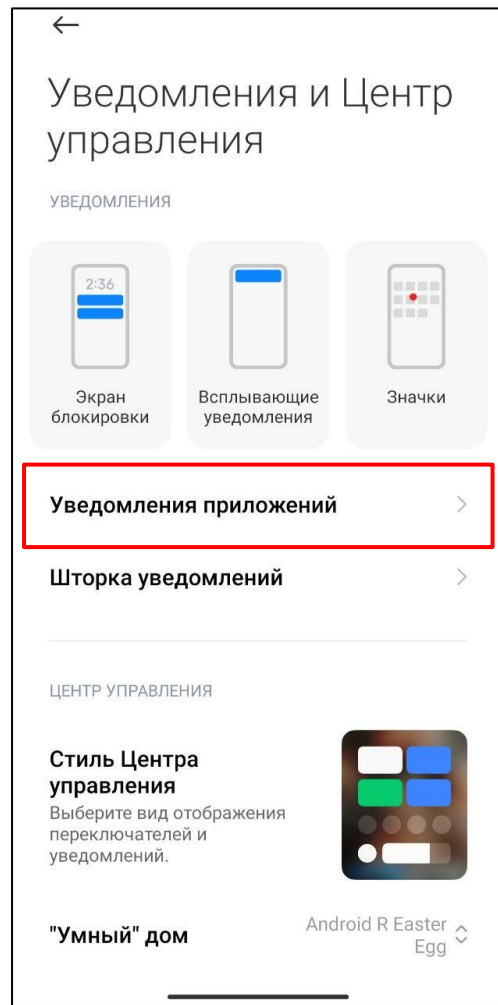 Уведомления и Центр
управления
УВЕДОМЛЕНИЯ
2:36
Экран
блокировки
Всплывающие
уведомления
Значки
Уведомления приложений
Шторка уведомлений
ЦЕНТР УПРАВЛЕНИЯ
Стиль Центра
управления
Выберите вид отображения
переключателей и
уведомлений.
"Умный" дом
Android R Easter
Egg